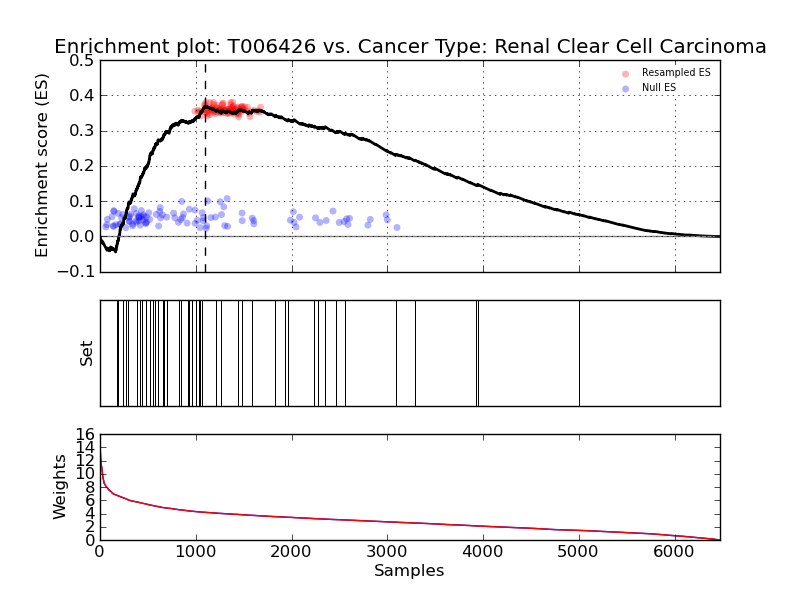 Enrichment plot: T006426 vs. Cancer Type: Renal Clear Cell Carcinoma
0.5
0.4
0.3
0.2
0.1
0.0
−0.1
Enrichment score (ES)
Resampled ES
Null ES
Set
16
14
12
10
8
6
4
2
0
Weights
0 1000 2000 3000 4000 5000 6000
Samples